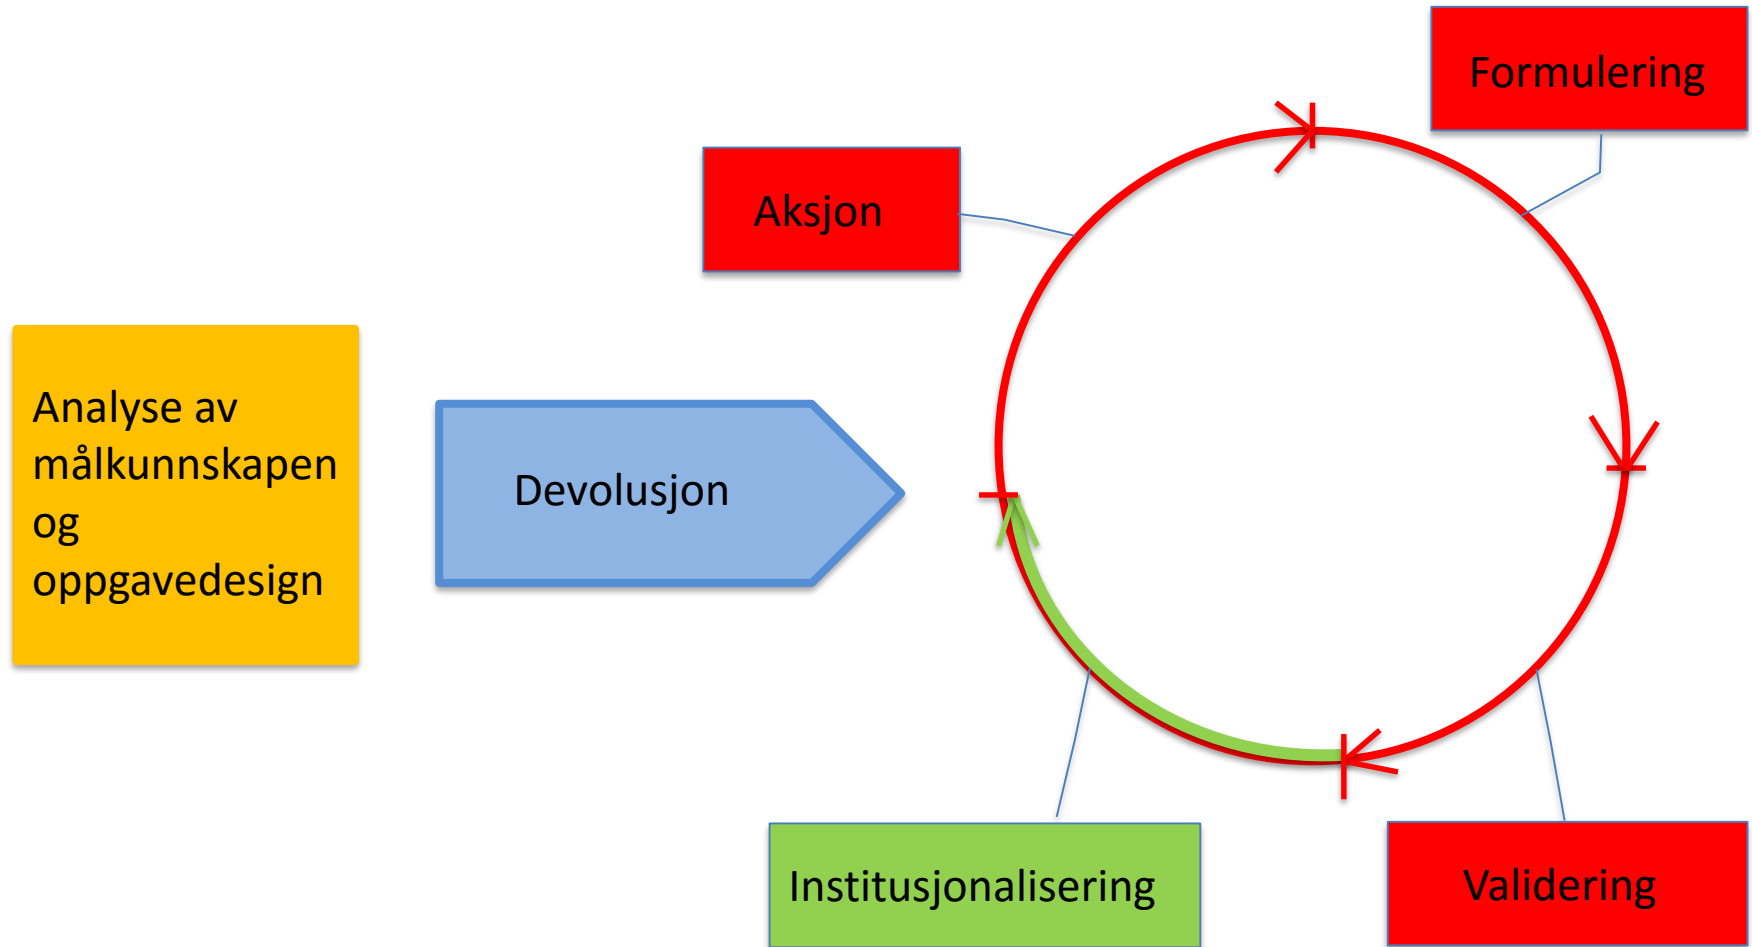 Formulering
Aksjon
Analyse av
målkunnskapen
og
oppgavedesign
Devolusjon
Institusjonalisering
Validering